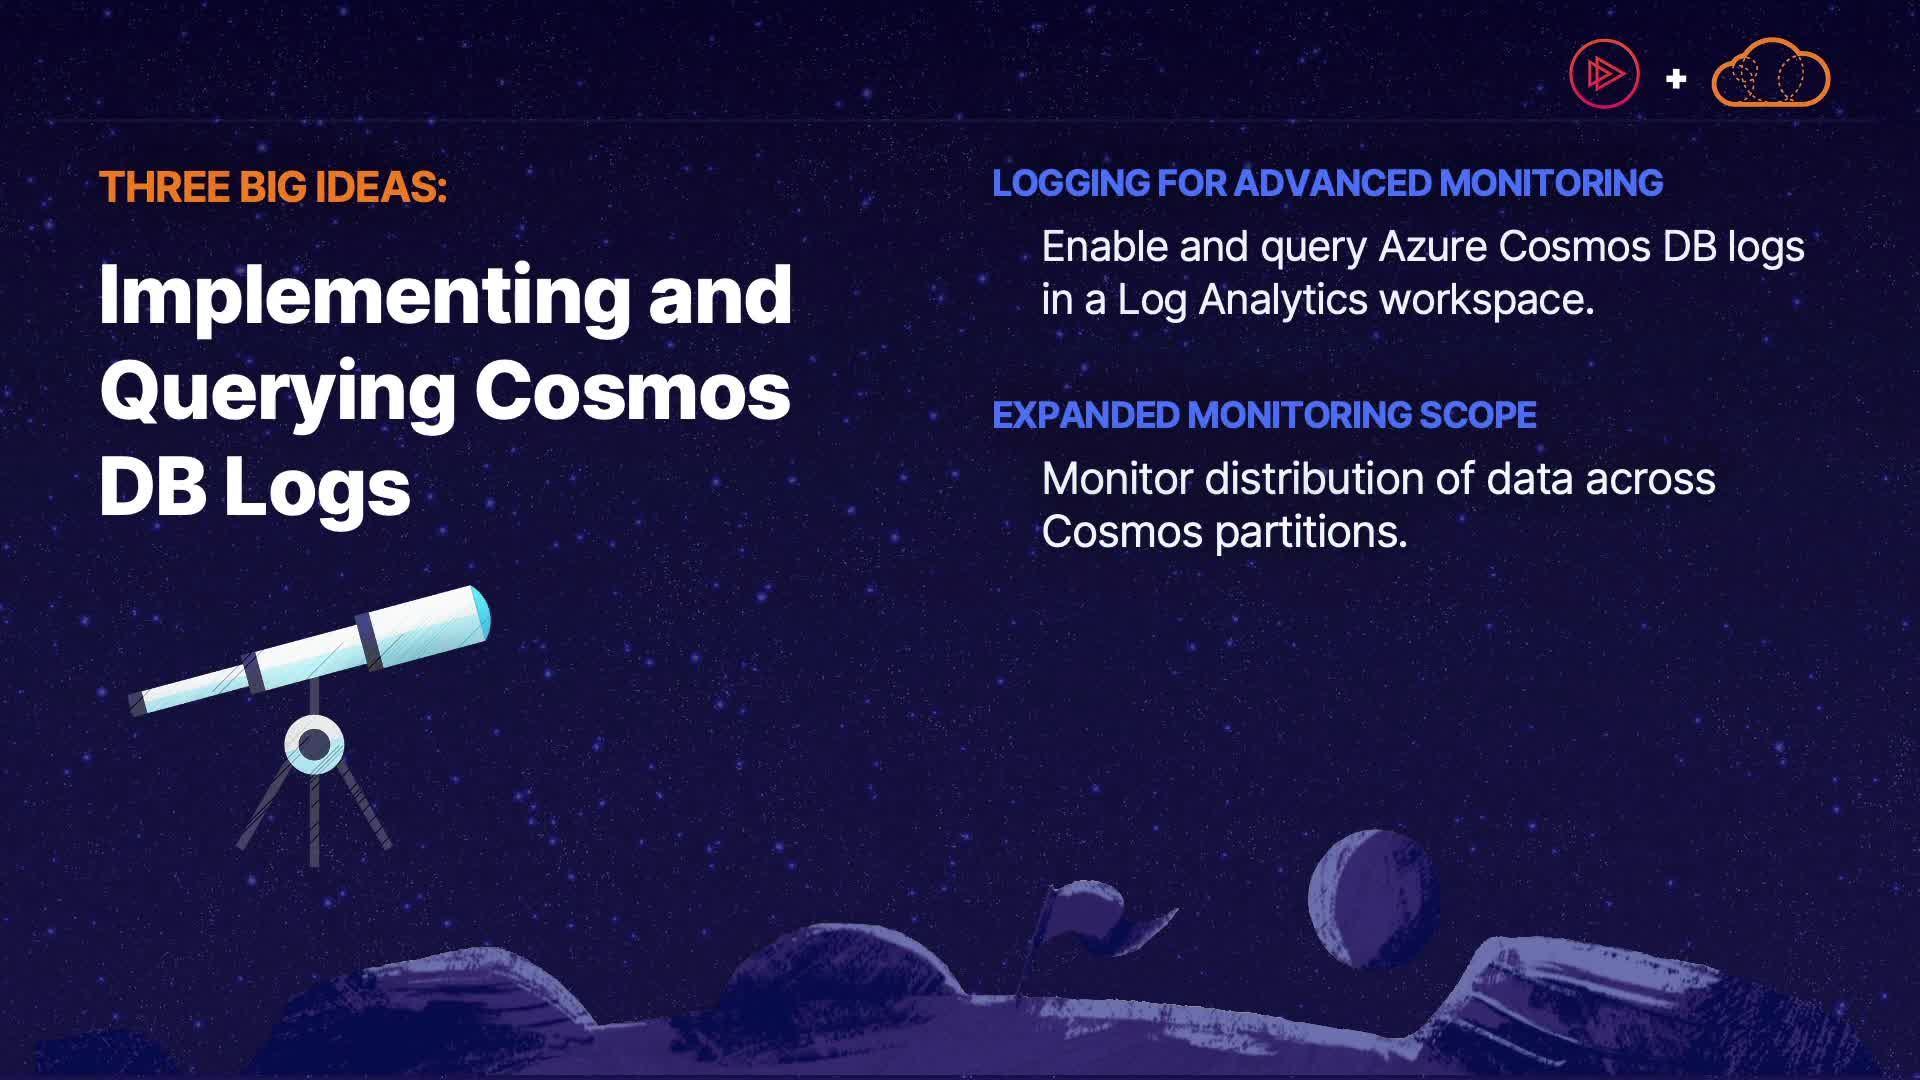 THREE BIG IDEAS:
Implementing and
Querying Cosmos
DB Logs
LOGGING FOR ADVANCED MONITORING
Enable and query Azure Cosmos DB logs
in a Log Analytics workspace.
EXPANDED MONITORING SCOPE
Monitor distribution of data across
Cosmos partitions.